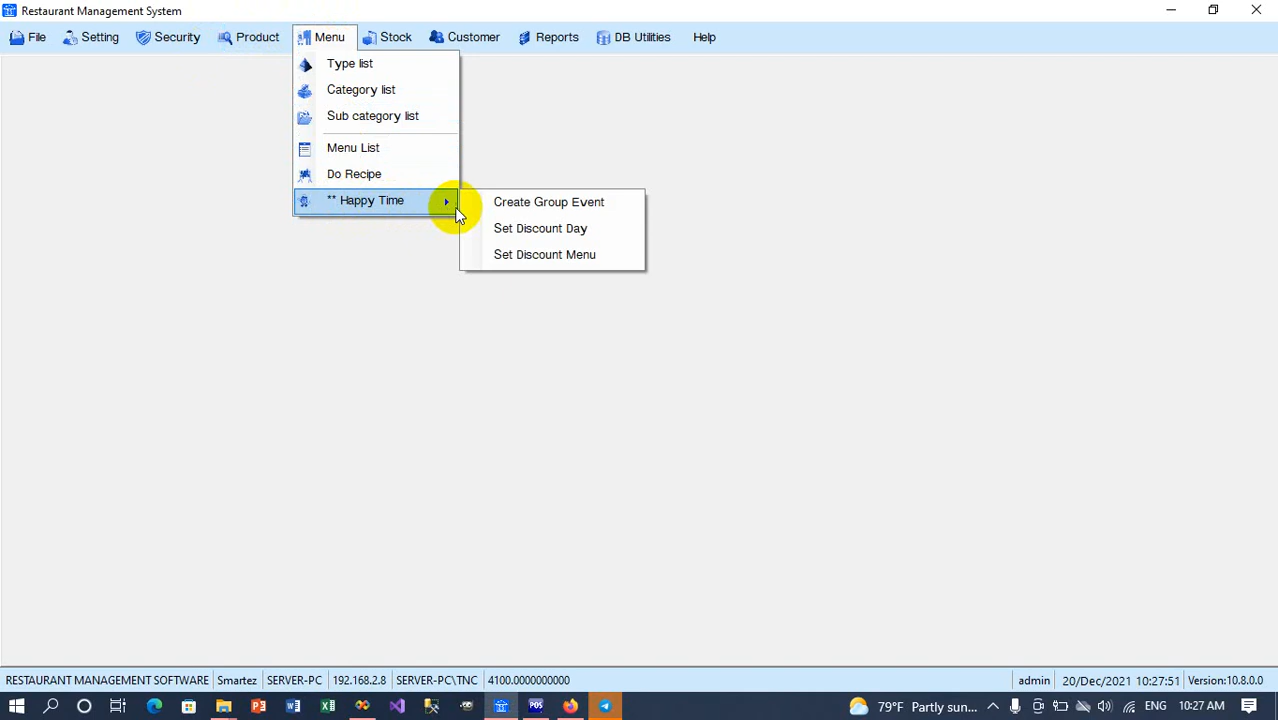 Restaurant Management System
File Setting Security Product Menu Stock Customer Reports DB Utilities Help
Type list
Category list
Sub category list
Menu List
Do Recipe
** Happy Time
Create Group Event
Set Discount Day
Set Discount Menu
RESTAURANT MANAGEMENT SOFTWARE Smartez SERVER-PC 192.168.2.8 SERVER-PC\TNC 4100.0000000000 admin 20/Dec/2021 10:27:51 Version:10.8.0.0
79°F Partly sun... ENG 10:27 AM